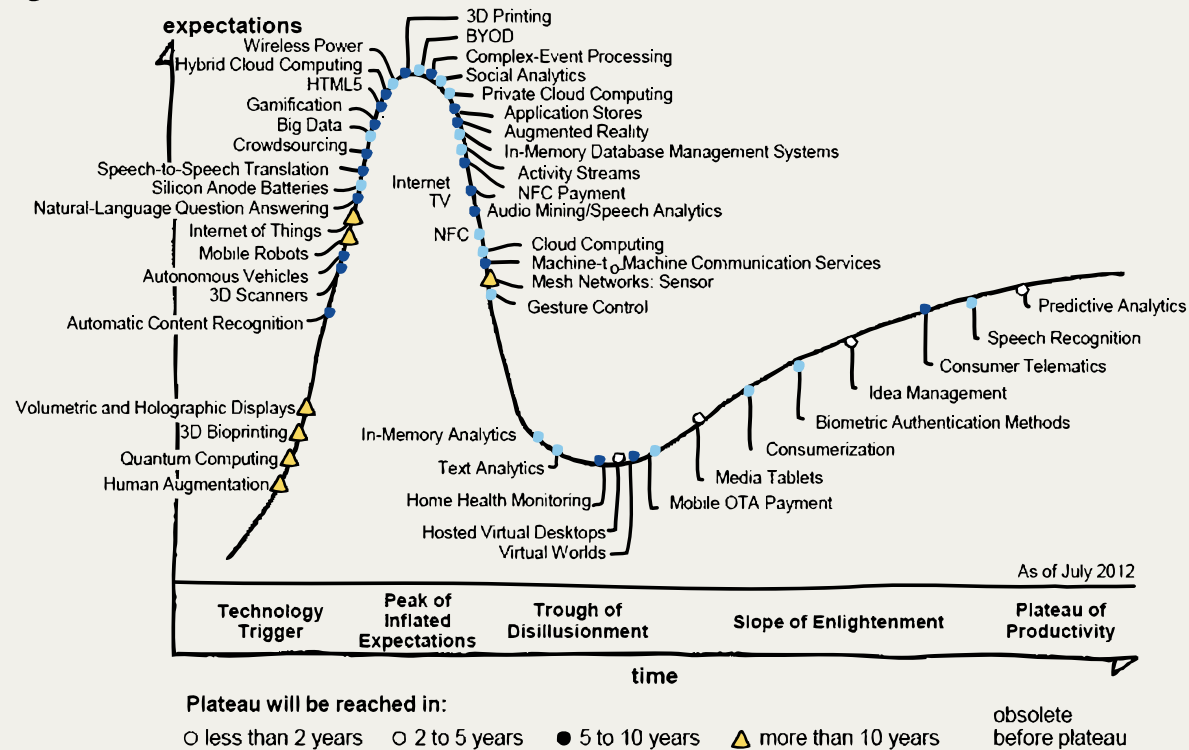 expectations
Wireless Power
Hybrid Cloud Computing
HTML5
Gamification
Big Data
Crowdsourcing
Speech-to-Speech Translation
Silicon Anode Batteries
Natural-Language Question Answering
Internet of Things
Mobile Robots
Autonomous Vehicles
3D Scanners
Automatic Content Recognition
Volumetric and Holographic Displays
3D Bioprinting
Quantum Computing
Human Augmentation
3D Printing
BYOD
Complex-Event Processing
Social Analytics
Private Cloud Computing
Application Stores
Augmented Reality
In-Memory Database Management Systems
Activity Streams
NFC Payment
Internet
TV
Audio Mining/Speech Analytics
NFC
Cloud Computing
Machine-to-Machine Communication Services
Mesh Networks: Sensor
Gesture Control
In-Memory Analytics
Text Analytics
Home Health Monitoring
Hosted Virtual Desktops
Virtual Worlds
Mobile OTA Payment
Media Tablets
Consumerization
Biometric Authentication Methods
Idea Management
Consumer Telematics
Speech Recognition
Predictive Analytics
As of July 2012
Technology
Trigger
Peak of
Inflated
Expectations
Trough of
Disillusionment
Slope of Enlightenment
Plateau of
Productivity
time
Plateau will be reached in:
less than 2 years
2 to 5 years
5 to 10 years
more than 10 years
obsolete
before plateau